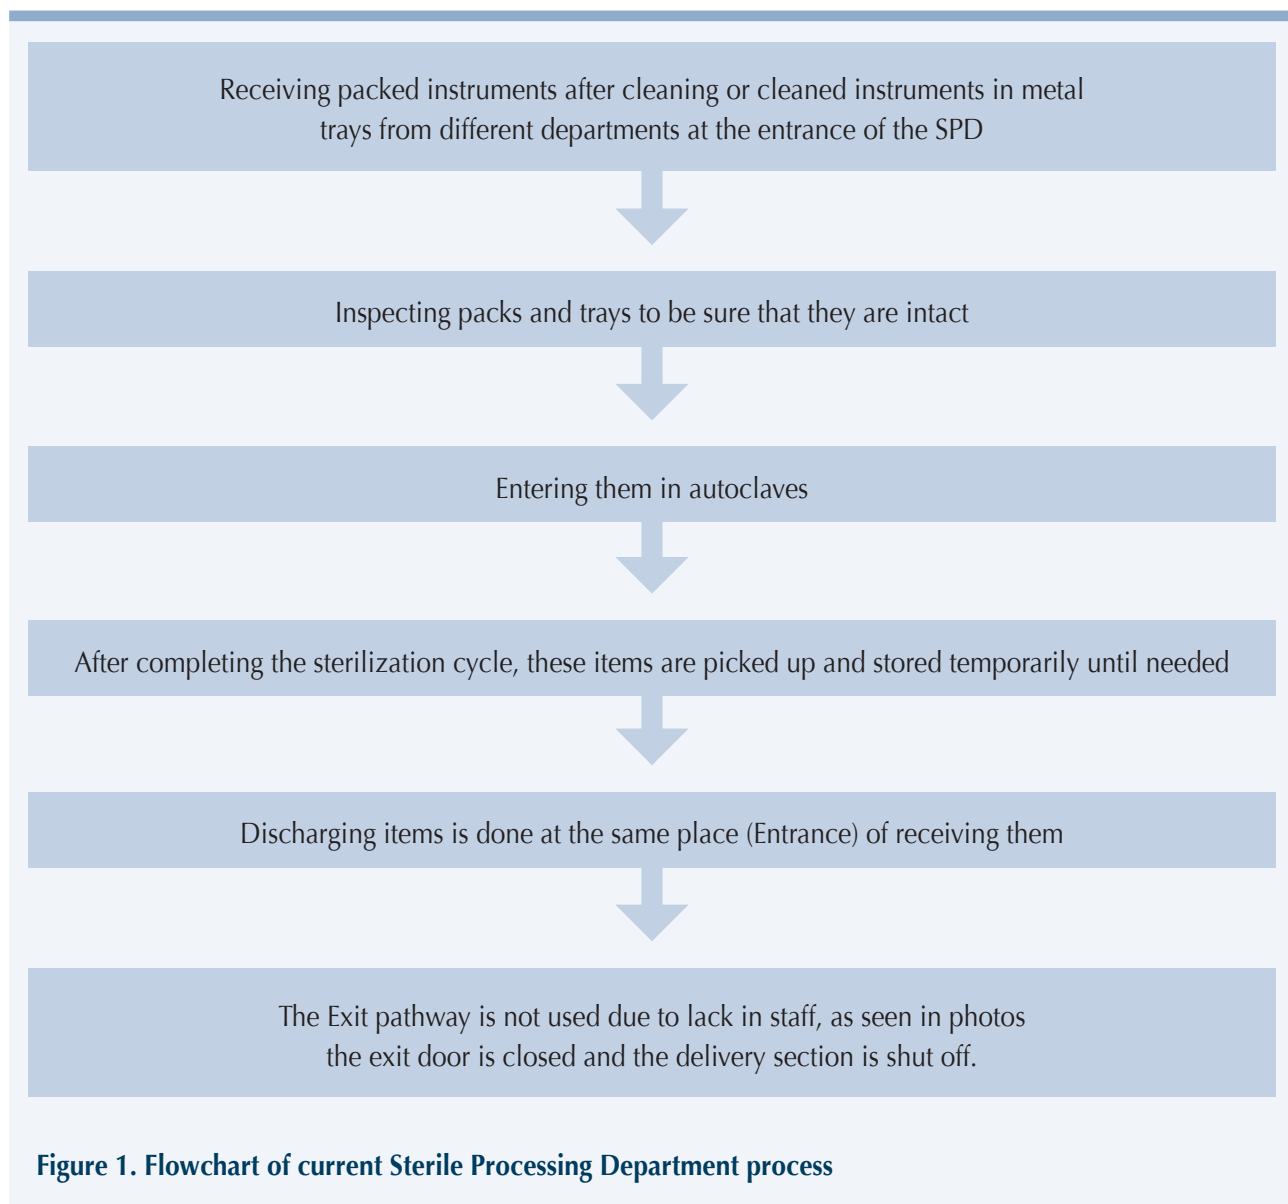 Receiving packed instruments after cleaning or cleaned instruments in metal
trays from different departments at the entrance of the SPD
Inspecting packs and trays to be sure that they are intact
Entering them in autoclaves
After completing the sterilization cycle, these items are picked up and stored temporarily until needed
Discharging items is done at the same place (Entrance) of receiving them
The Exit pathway is not used due to lack in staff, as seen in photos
the exit door is closed and the delivery section is shut off.
Figure 1. Flowchart of current Sterile Processing Department process